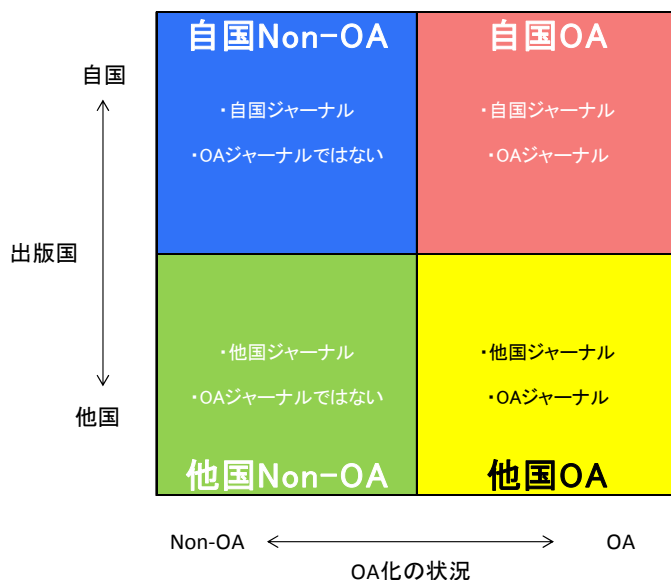 自国Non-OA
自国OA
自国
・自国ジャーナル
・自国ジャーナル
・OAジャーナルではない
・OAジャーナル
出版国
・他国ジャーナル
・他国ジャーナル
・OAジャーナルではない
・OAジャーナル
他国
他国Non-OA
他国OA
Non-OA
OA
OA化の状況